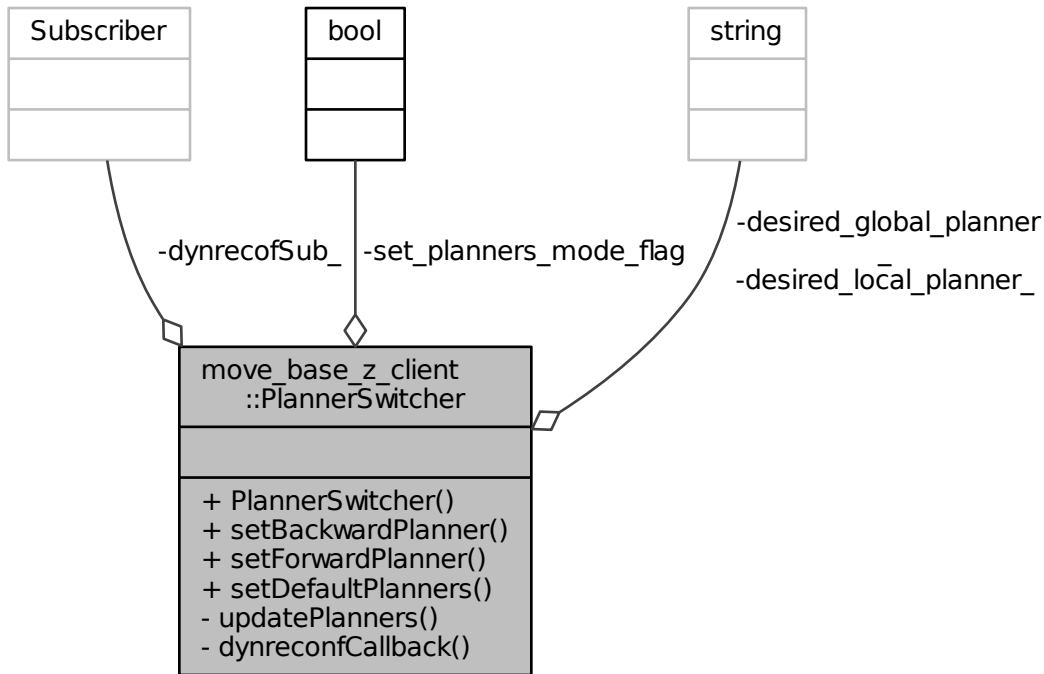 Subscriber
bool
string
-dynrecofSub_
-set_planners_mode_flag
-desired_global_planner
_
-desired_local_planner_
move_base_z_client
::PlannerSwitcher
+ PlannerSwitcher()
+ setBackwardPlanner()
+ setForwardPlanner()
+ setDefaultPlanners()
- updatePlanners()
- dynreconfCallback()